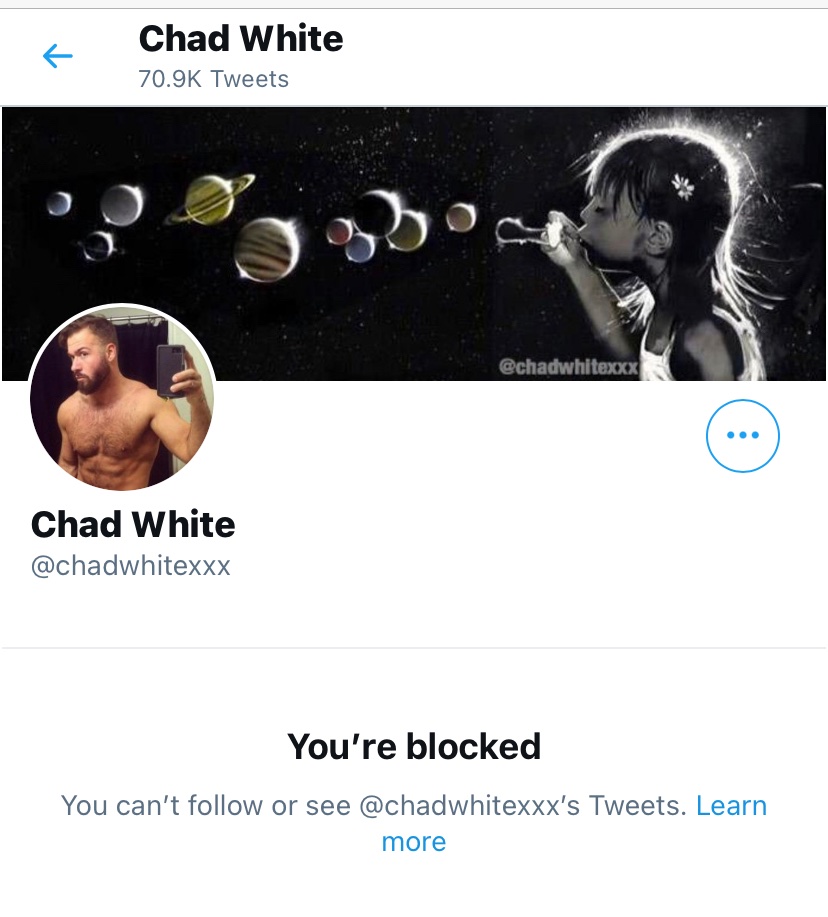 Chad White
70.9K Tweets
@chadwhitexxx
Chad White
@chadwhitexxx
You’re blocked
You can’t follow or see @chadwhitexxx’s Tweets. Learn
more